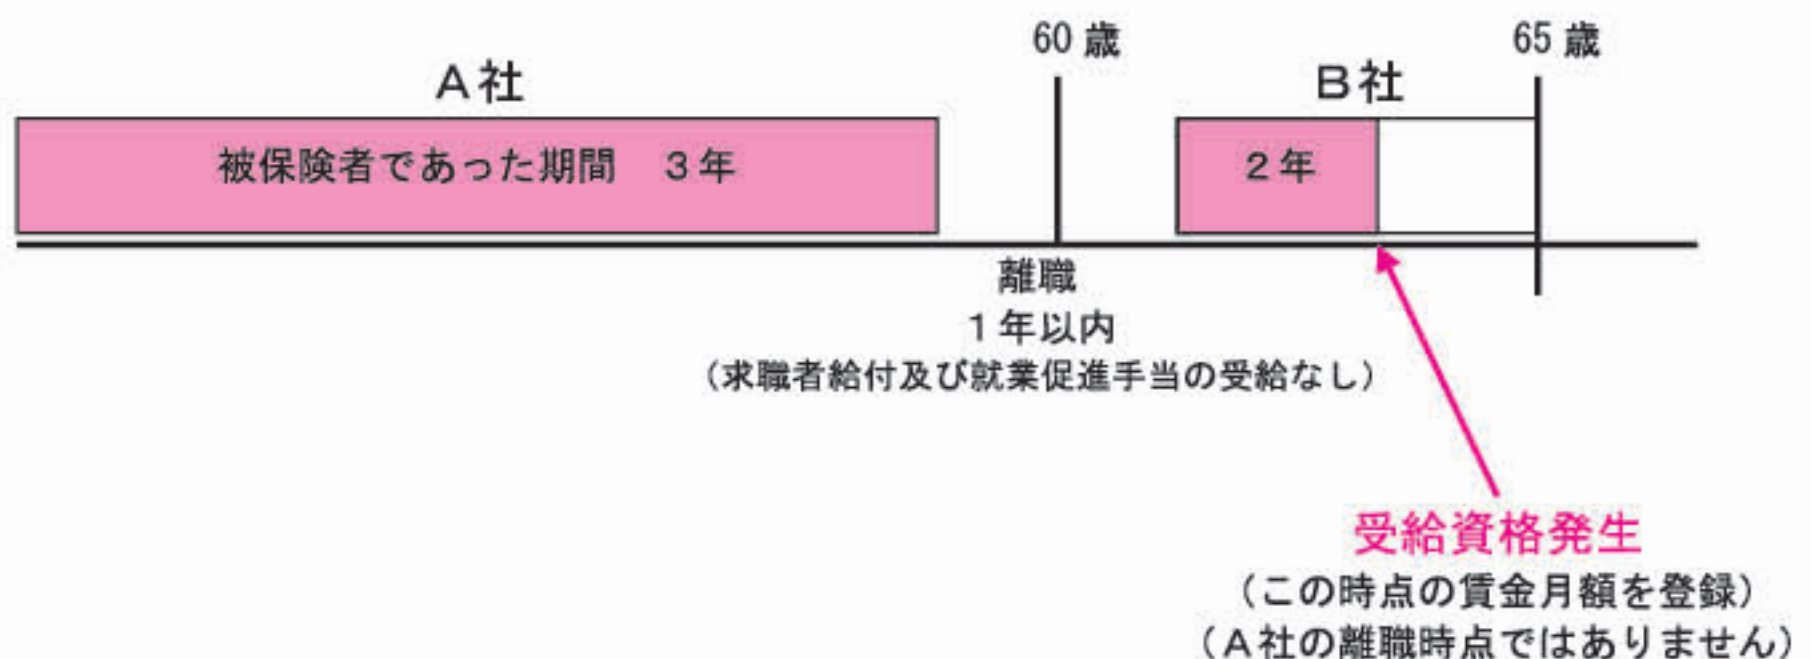 60 歳
65 歳
A社
B社
被保険者であった期間　3年
2年
離職
1年以内
（求職者給付及び就業促進手当の受給なし）
受給資格発生
（この時点の賃金月額を登録）
（A社の離職時点ではありません）